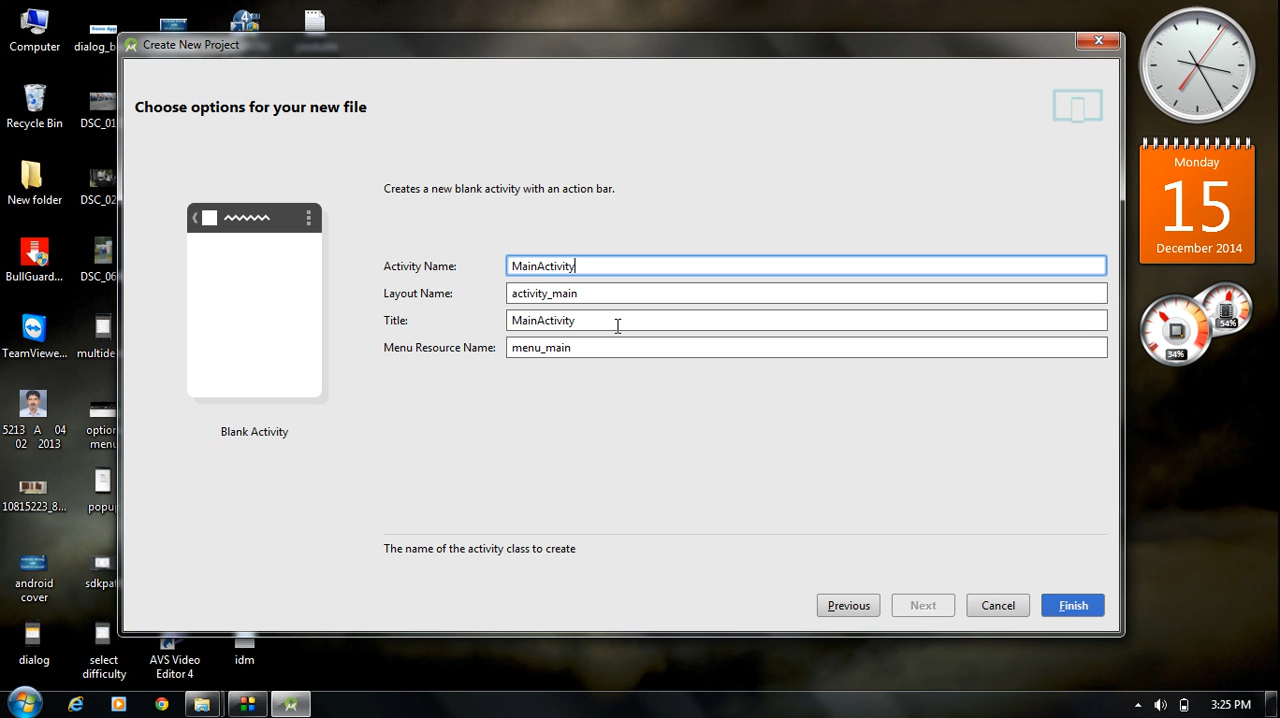 Create New Project
Choose options for your new file
Creates a new blank activity with an action bar.
Activity Name: MainActivity
Layout Name: activity_main
Title: MainActivity
Menu Resource Name: menu_main
Blank Activity
The name of the activity class to create
Previous Next Cancel Finish
Computer
dialog_b
Recycle Bin
DSC_01
New folder
DSC_02
BullGuard...
DSC_06
TeamViewe...
multide
5213 A 04
02 2013
option
menu
10815223_8...
popu
android
cover
sdkpat
dialog
select
difficulty
AVS Video
Editor 4
idm
Monday
15
December 2014
54%
34%
3:25 PM